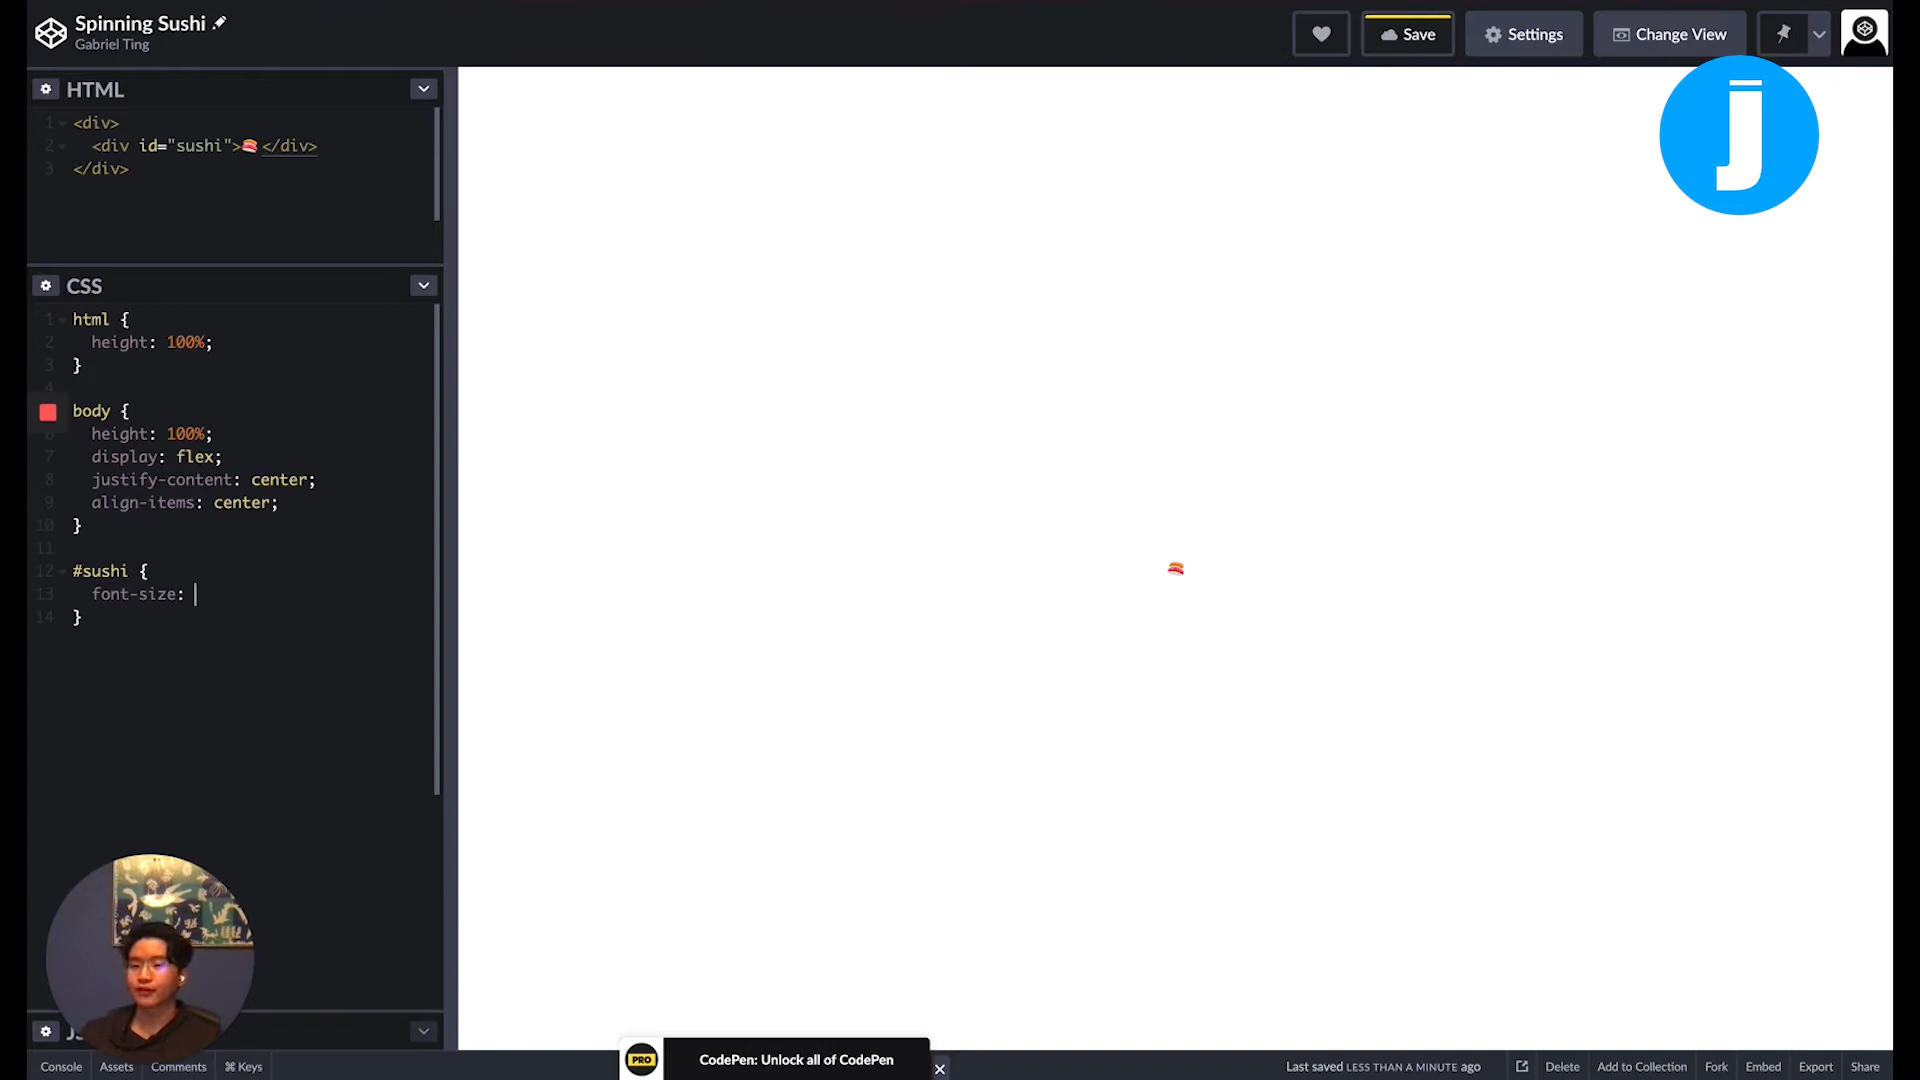 Spinning Sushi
Gabriel Ting
Save
Settings
Change View
j
HTML
1 <div>
2 <div id="sushi">🍣</div>
3 </div>
CSS
1 html {
2 height: 100%;
3 }
4
body {
6 height: 100%;
7 display: flex;
8 justify-content: center;
9 align-items: center;
10 }
11
12 #sushi {
13 font-size:
14 }
🍣
Console
Assets
Comments
⌘ Keys
PRO
CodePen: Unlock all of CodePen
×
Last saved LESS THAN A MINUTE ago
Delete
Add to Collection
Fork
Embed
Export
Share